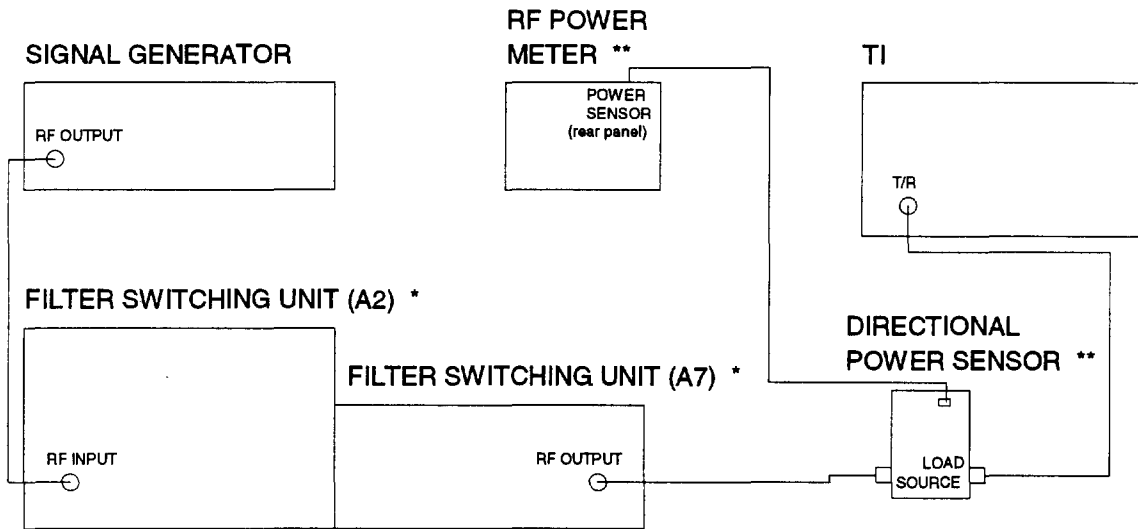 SIGNAL GENERATOR
RF OUTPUT
RF POWER
METER **
POWER
SENSOR
(rear panel)
TI
T/R
FILTER SWITCHING UNIT (A2) *
RF INPUT
FILTER SWITCHING UNIT (A7) *
RF OUTPUT
DIRECTIONAL
POWER SENSOR **
LOAD
SOURCE